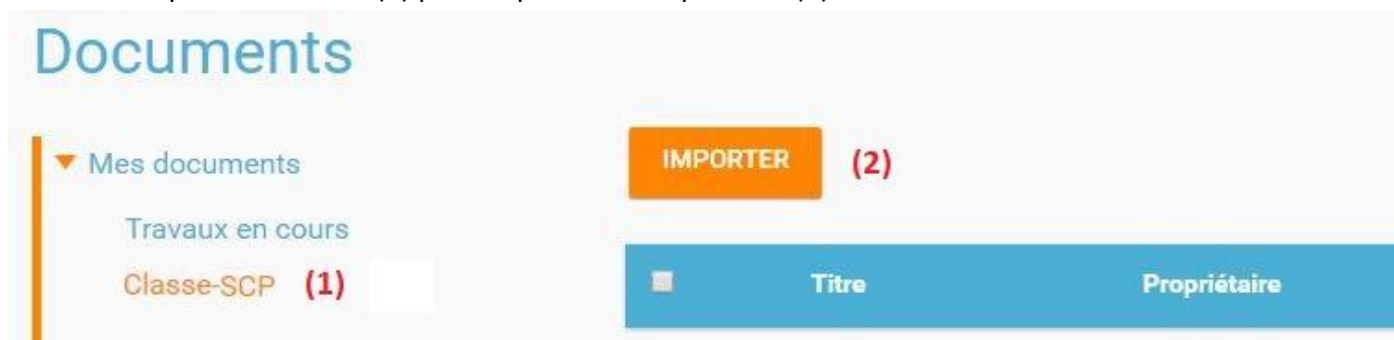 Documents
Mes documents
IMPORTER (2)
Travaux en cours
Classe-SCP (1)
Titre Propriétaire